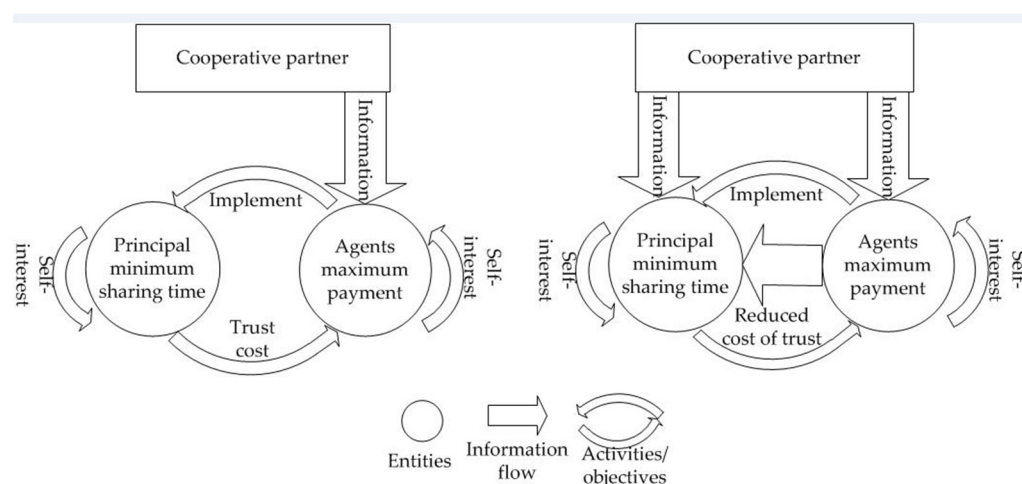 Cooperative partner
Information
Implement
Principal
minimum
sharing time
Agents
maximum
payment
Self-
interest
Self-
interest
Trust
cost
Cooperative partner
Information
Information
Implement
Principal
minimum
sharing time
Agents
maximum
payment
Self-
interest
Self-
interest
Reduced
cost of trust
Entities
Information
flow
Activities/
objectives